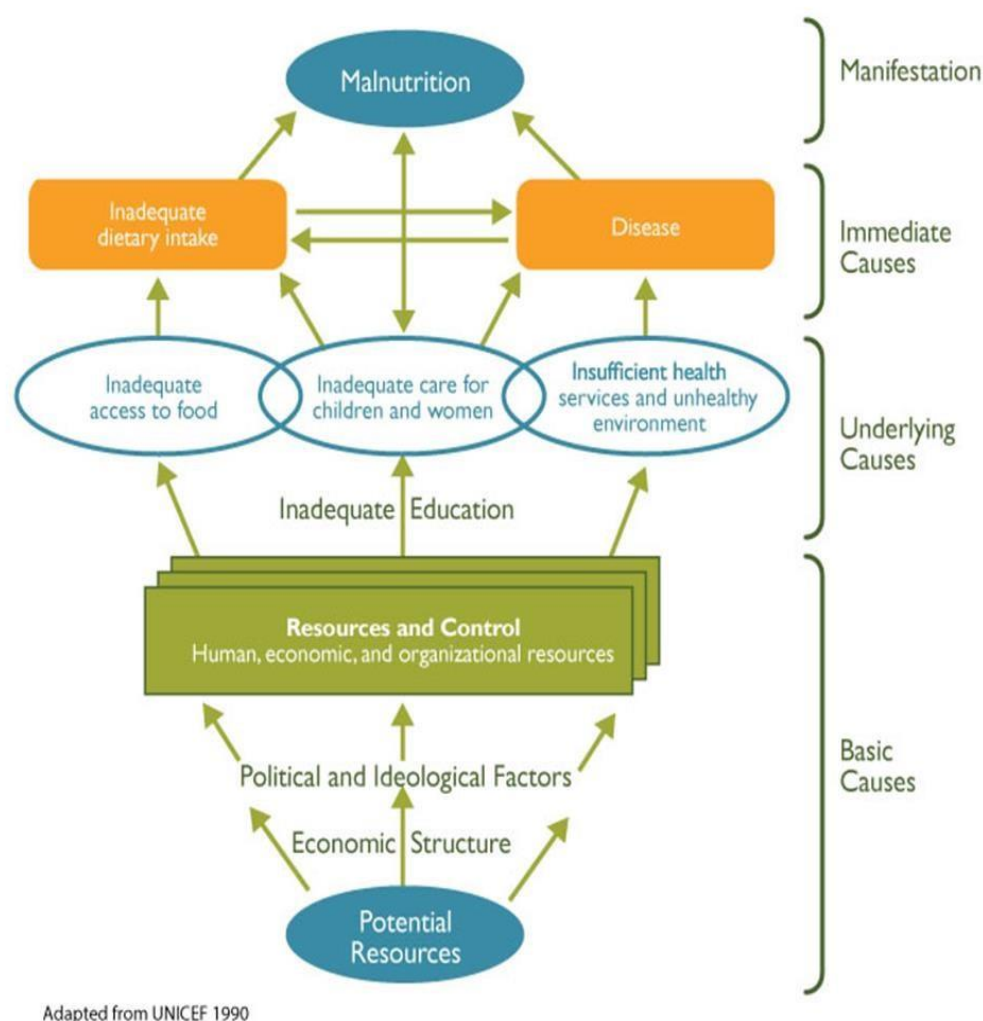 Malnutrition
Manifestation
Inadequate
dietary intake
Disease
Immediate
Causes
Inadequate
access to food
Inadequate care for
children and women
Insufficient health
services and unhealthy
environment
Underlying
Causes
Inadequate Education
Resources and Control
Human, economic, and organizational resources
Basic
Causes
Political and Ideological Factors
Economic Structure
Potential
Resources
Adapted from UNICEF 1990